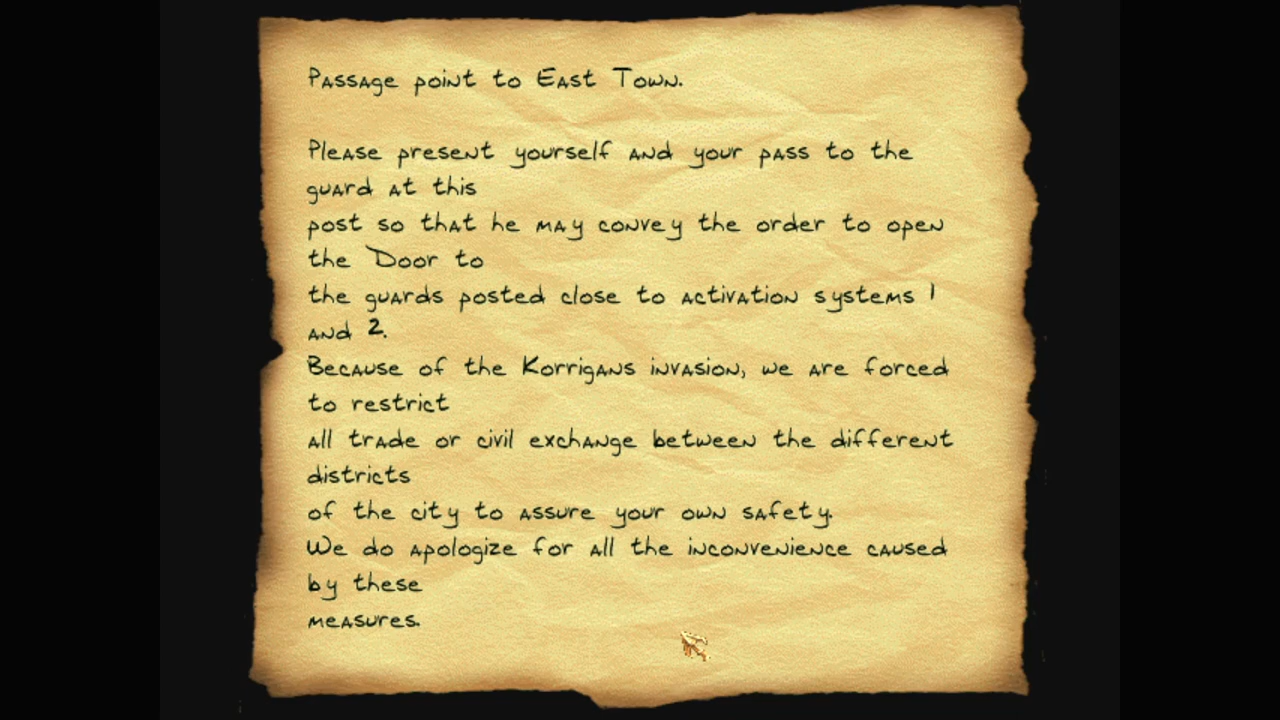 Passage point to East Town.
Please present yourself and your pass to the
guard at this
post so that he may convey the order to open
the Door to
the guards posted close to activation systems 1
and 2.
Because of the Korrigans invasion, we are forced
to restrict
all trade or civil exchange between the different
districts
of the city to assure your own safety.
We do apologize for all the inconvenience caused
by these
measures.